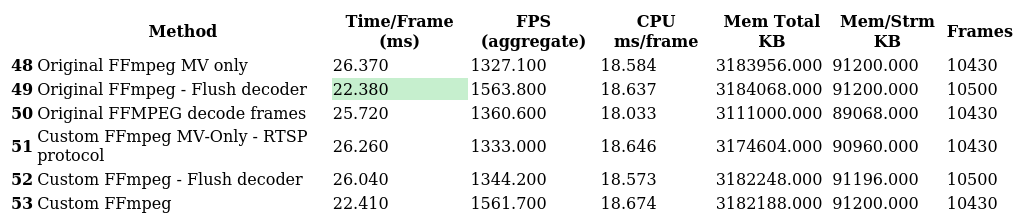 Method Time/Frame (ms) FPS (aggregate) CPU ms/frame Mem Total KB Mem/Strm KB Frames
48 Original FFmpeg MV only 26.370 1327.100 18.584 3183956.000 91200.000 10430
49 Original FFmpeg - Flush decoder 22.380 1563.800 18.637 3184068.000 91200.000 10500
50 Original FFMPEG decode frames 25.720 1360.600 18.033 3111000.000 89068.000 10430
51 Custom FFmpeg MV-Only - RTSP protocol 26.260 1333.000 18.646 3174604.000 90960.000 10430
52 Custom FFmpeg - Flush decoder 26.040 1344.200 18.573 3182248.000 91196.000 10500
53 Custom FFmpeg 22.410 1561.700 18.674 3182188.000 91200.000 10430